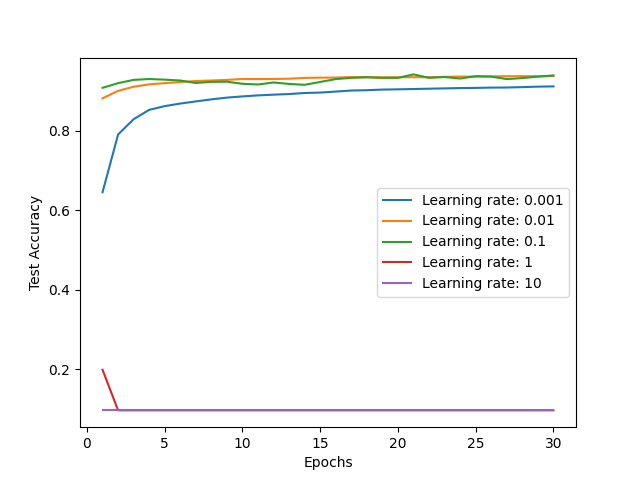 0.8
0.6
0.4
0.2
Test Accuracy
Learning rate: 0.001
Learning rate: 0.01
Learning rate: 0.1
Learning rate: 1
Learning rate: 10
0 5 10 15 20 25 30
Epochs